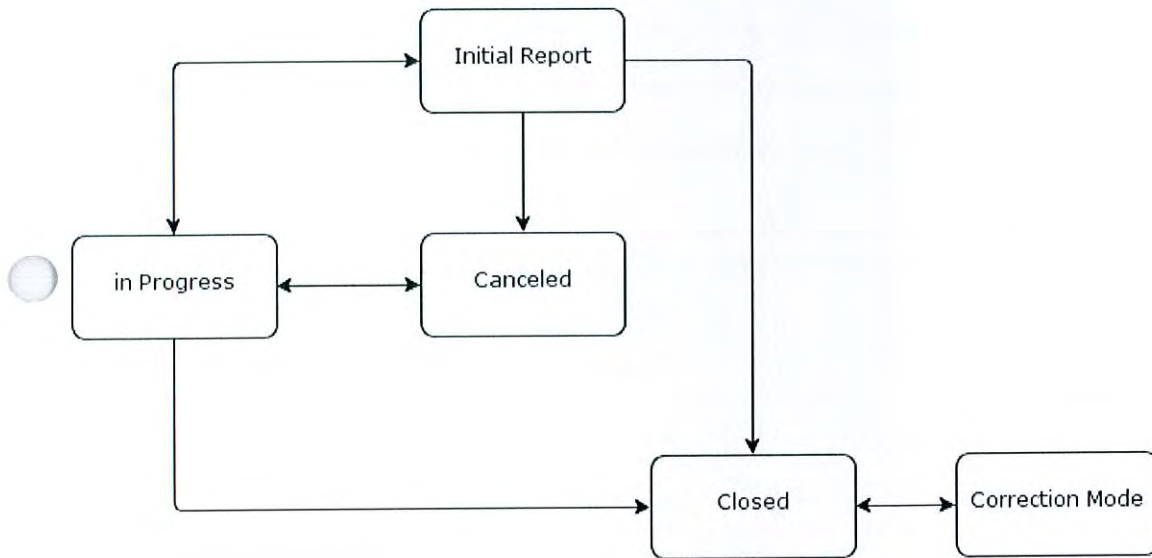 Initial Report
in Progress
Canceled
Closed
Correction Mode